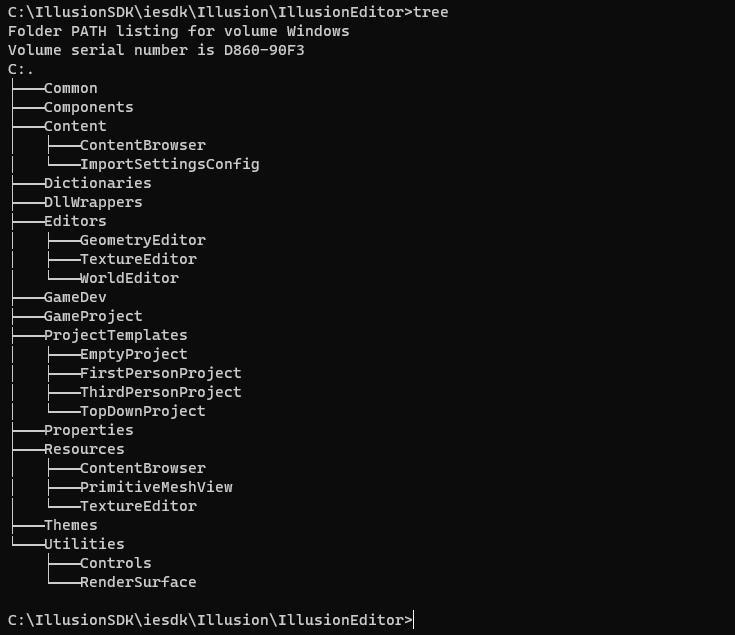 C:\IllusionSDK\iesdk\Illusion\IllusionEditor>tree
Folder PATH listing for volume Windows
Volume serial number is D860-90F3
C:.
├───Common
├───Components
├───Content
│   ├───ContentBrowser
│   └───ImportSettingsConfig
├───Dictionaries
├───DllWrappers
├───Editors
│   ├───GeometryEditor
│   ├───TextureEditor
│   └───WorldEditor
├───GameDev
├───GameProject
├───ProjectTemplates
│   ├───EmptyProject
│   ├───FirstPersonProject
│   ├───ThirdPersonProject
│   └───TopDownProject
├───Properties
├───Resources
│   ├───ContentBrowser
│   ├───PrimitiveMeshView
│   └───TextureEditor
├───Themes
└───Utilities
    ├───Controls
    └───RenderSurface
C:\IllusionSDK\iesdk\Illusion\IllusionEditor>